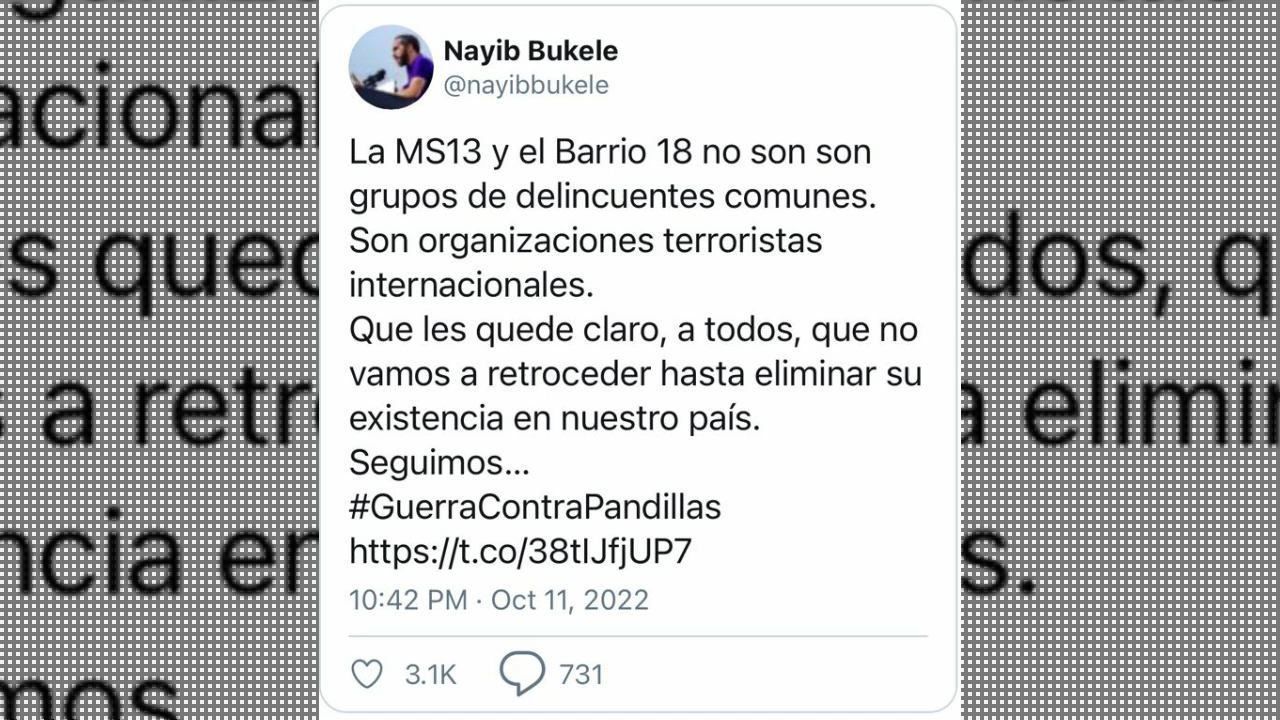 Nayib Bukele
@nayibbukele
La MS13 y el Barrio 18 no son son
grupos de delincuentes comunes.
Son organizaciones terroristas
internacionales.
Que les quede claro, a todos, que no
vamos a retroceder hasta eliminar su
existencia en nuestro país.
Seguimos...
#GuerraContraPandillas
https://t.co/38tIJfjUP7
10:42 PM · Oct 11, 2022
3.1K 731